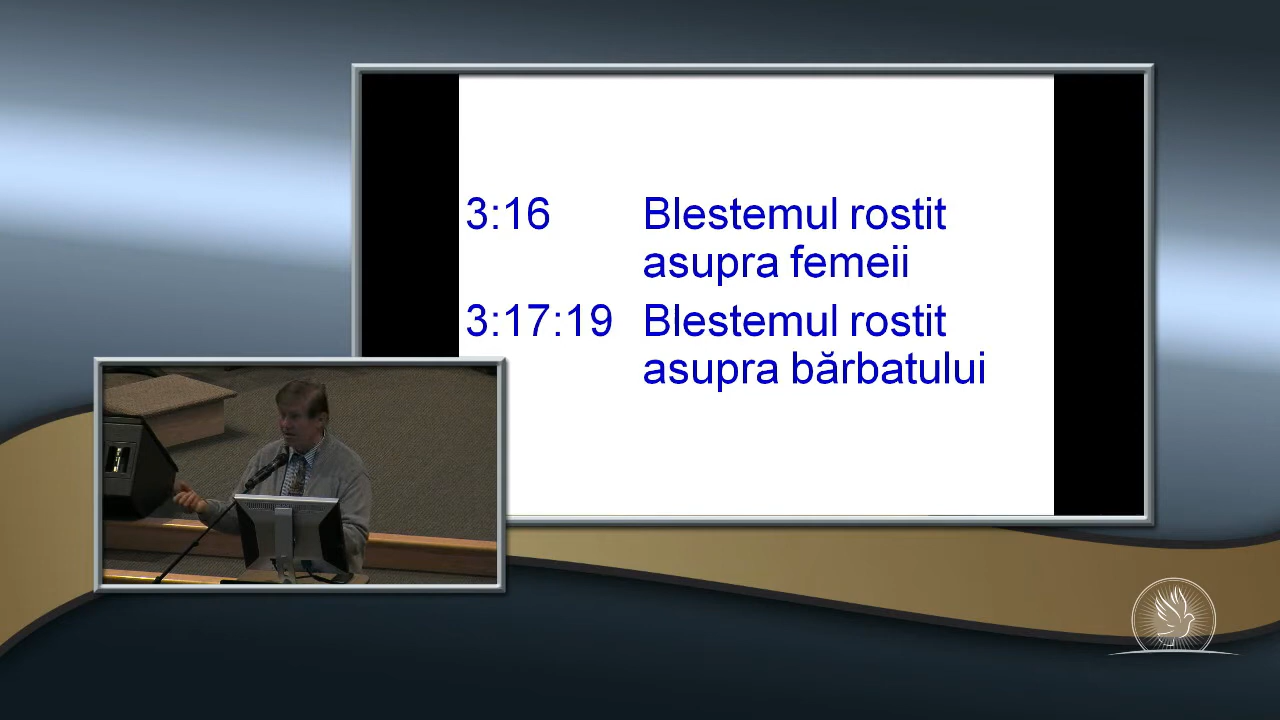 3:16 Blestemul rostit
asupra femeii
3:17:19 Blestemul rostit
asupra bărbatului